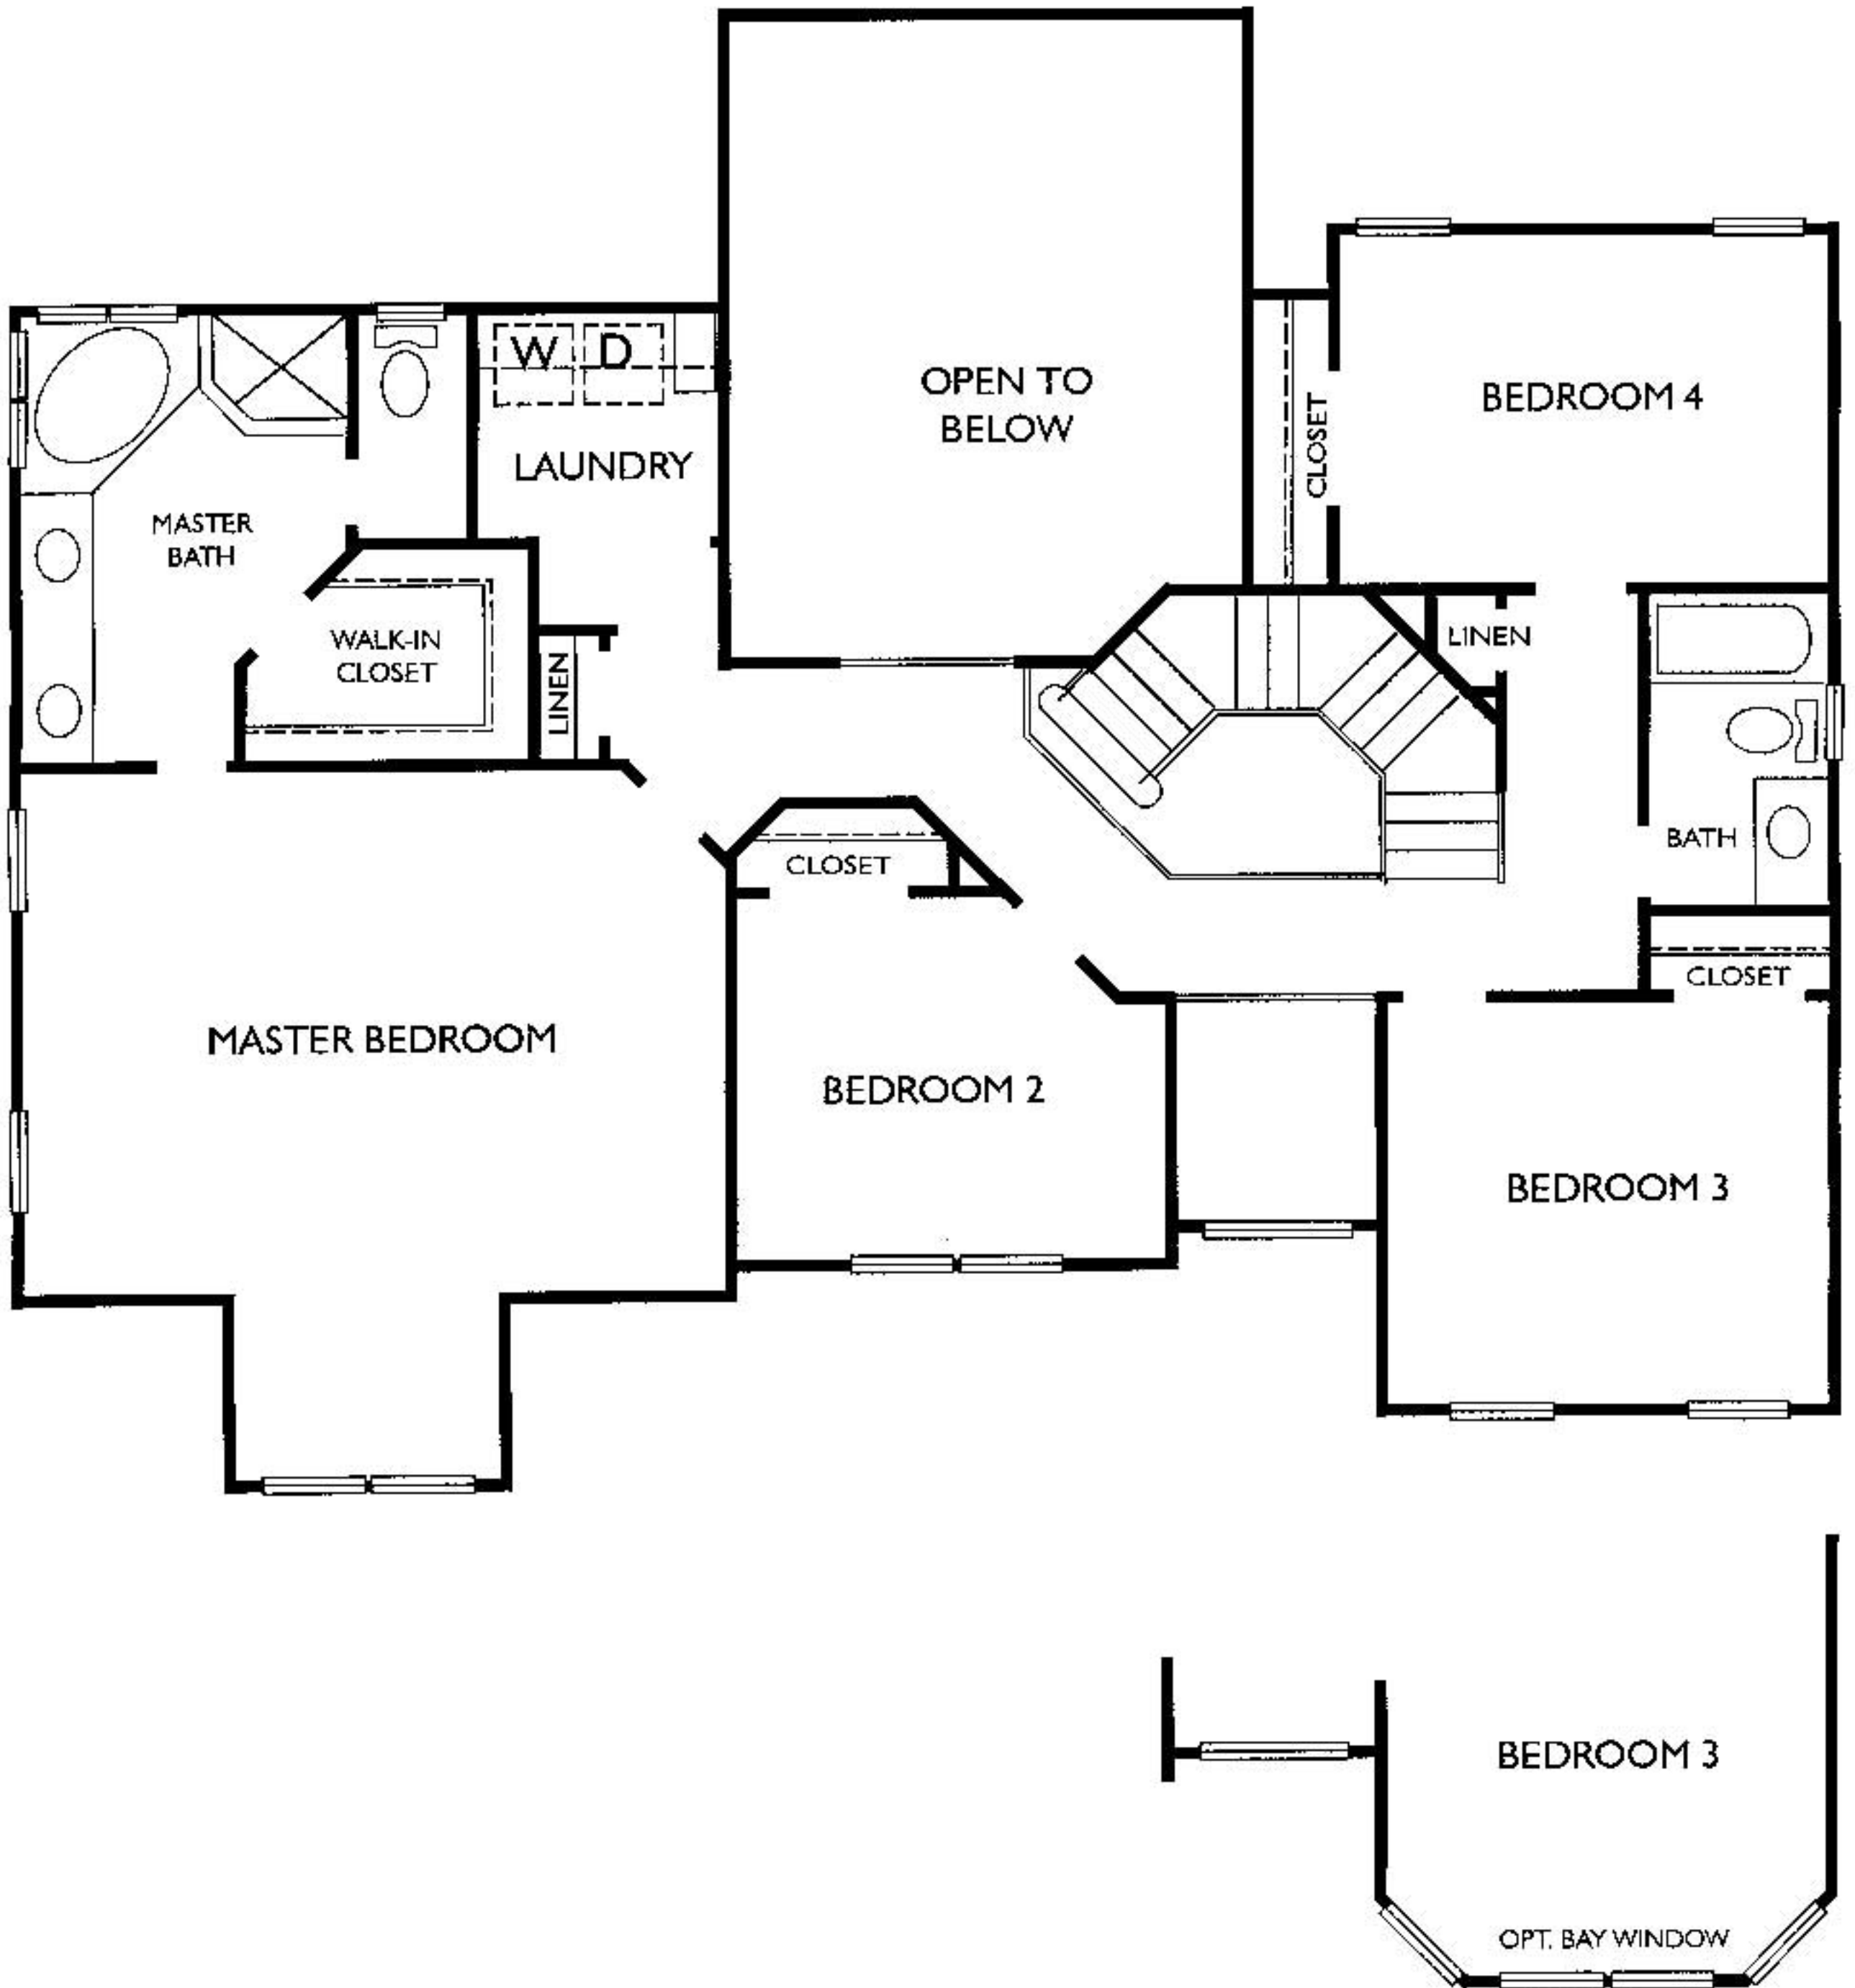 W D
LAUNDRY
OPEN TO
BELOW
CLOSET
BEDROOM 4
MASTER
BATH
WALK-IN
CLOSET
LINEN
LINEN
BATH
CLOSET
CLOSET
MASTER BEDROOM
BEDROOM 2
BEDROOM 3
BEDROOM 3
OPT. BAY WINDOW